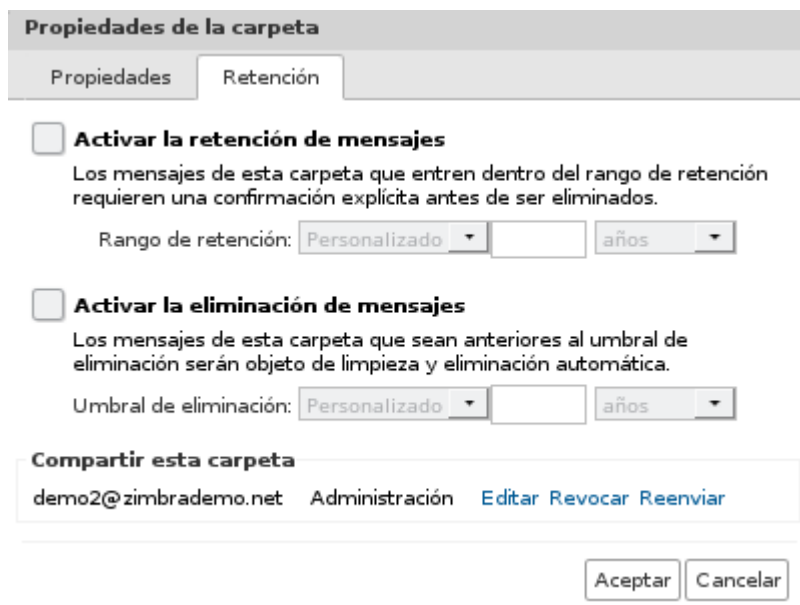 Propiedades de la carpeta
Propiedades Retención
Activar la retención de mensajes
Los mensajes de esta carpeta que entren dentro del rango de retención
requieren una confirmación explícita antes de ser eliminados.
Rango de retención: Personalizado años
Activar la eliminación de mensajes
Los mensajes de esta carpeta que sean anteriores al umbral de
eliminación serán objeto de limpieza y eliminación automática.
Umbral de eliminación: Personalizado años
Compartir esta carpeta
demo2@zimbrademo.net Administración Editar Revocar Reenviar
Aceptar Cancelar